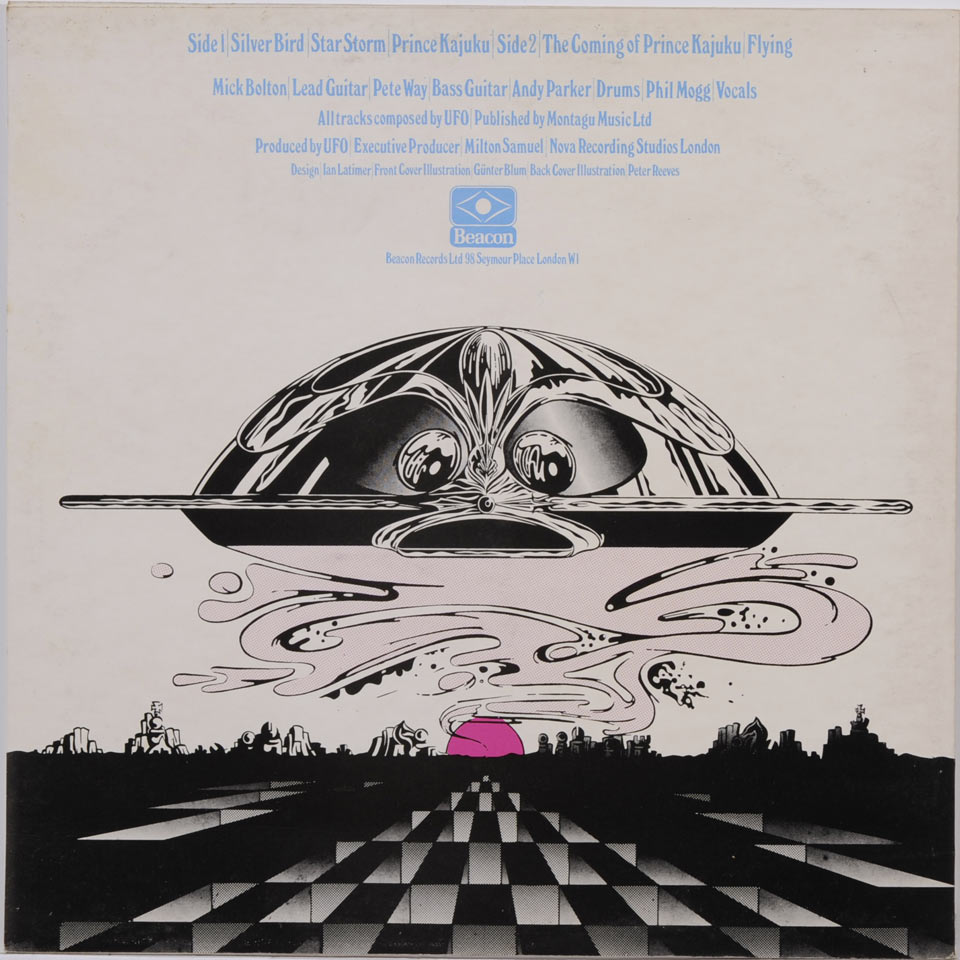 Side 1 | Silver Bird | Star Storm | Prince Kajuku | Side 2 | The Coming of Prince Kajuku | Flying
Mick Bolton | Lead Guitar | Pete Way | Bass Guitar | Andy Parker | Drums | Phil Mogg | Vocals
All tracks composed by UFO | Published by Montagu Music Ltd
Produced by UFO | Executive Producer | Milton Samuel | Nova Recording Studios London
Design | Ian Latimer | Front Cover Illustration | Günter Blum | Back Cover Illustration | Peter Reeves
Beacon
Beacon Records Ltd 98 Seymour Place London W1